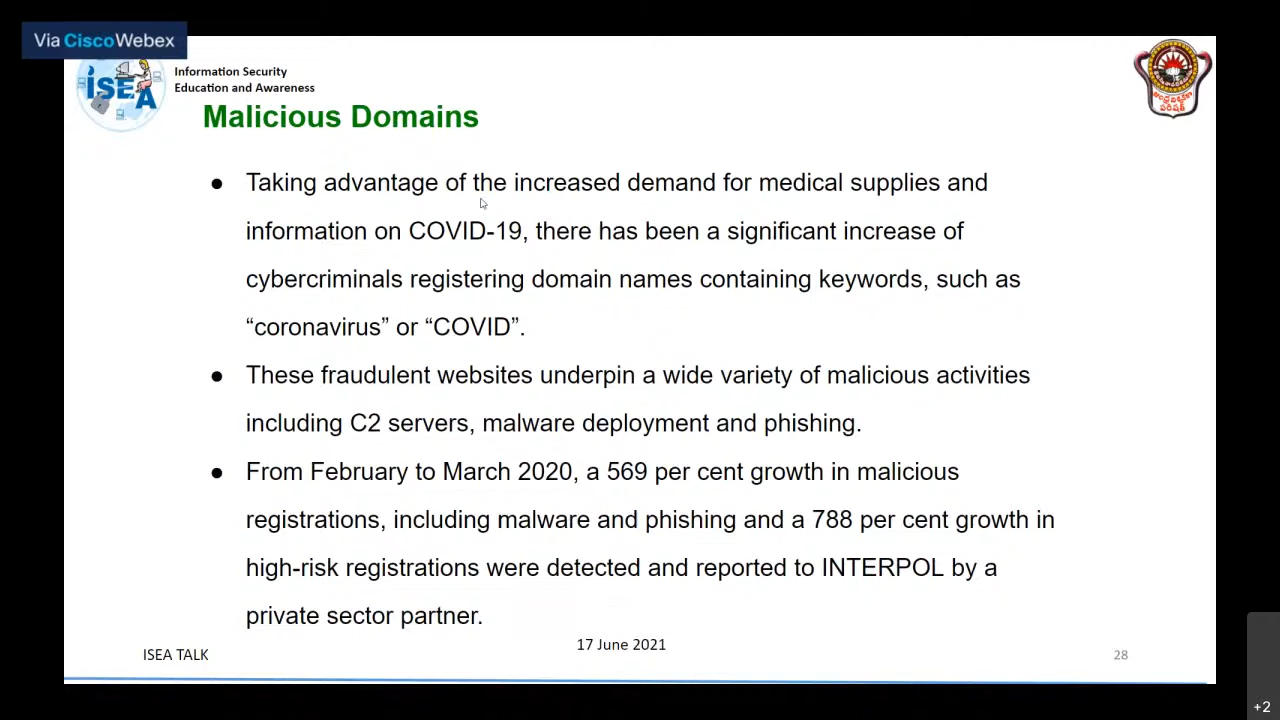 Via CiscoWebex
ISEA
Information Security
Education and Awareness
Malicious Domains
● Taking advantage of the increased demand for medical supplies and
information on COVID-19, there has been a significant increase of
cybercriminals registering domain names containing keywords, such as
“coronavirus” or “COVID”.
● These fraudulent websites underpin a wide variety of malicious activities
including C2 servers, malware deployment and phishing.
● From February to March 2020, a 569 per cent growth in malicious
registrations, including malware and phishing and a 788 per cent growth in
high-risk registrations were detected and reported to INTERPOL by a
private sector partner.
ISEA TALK
17 June 2021
28
+2